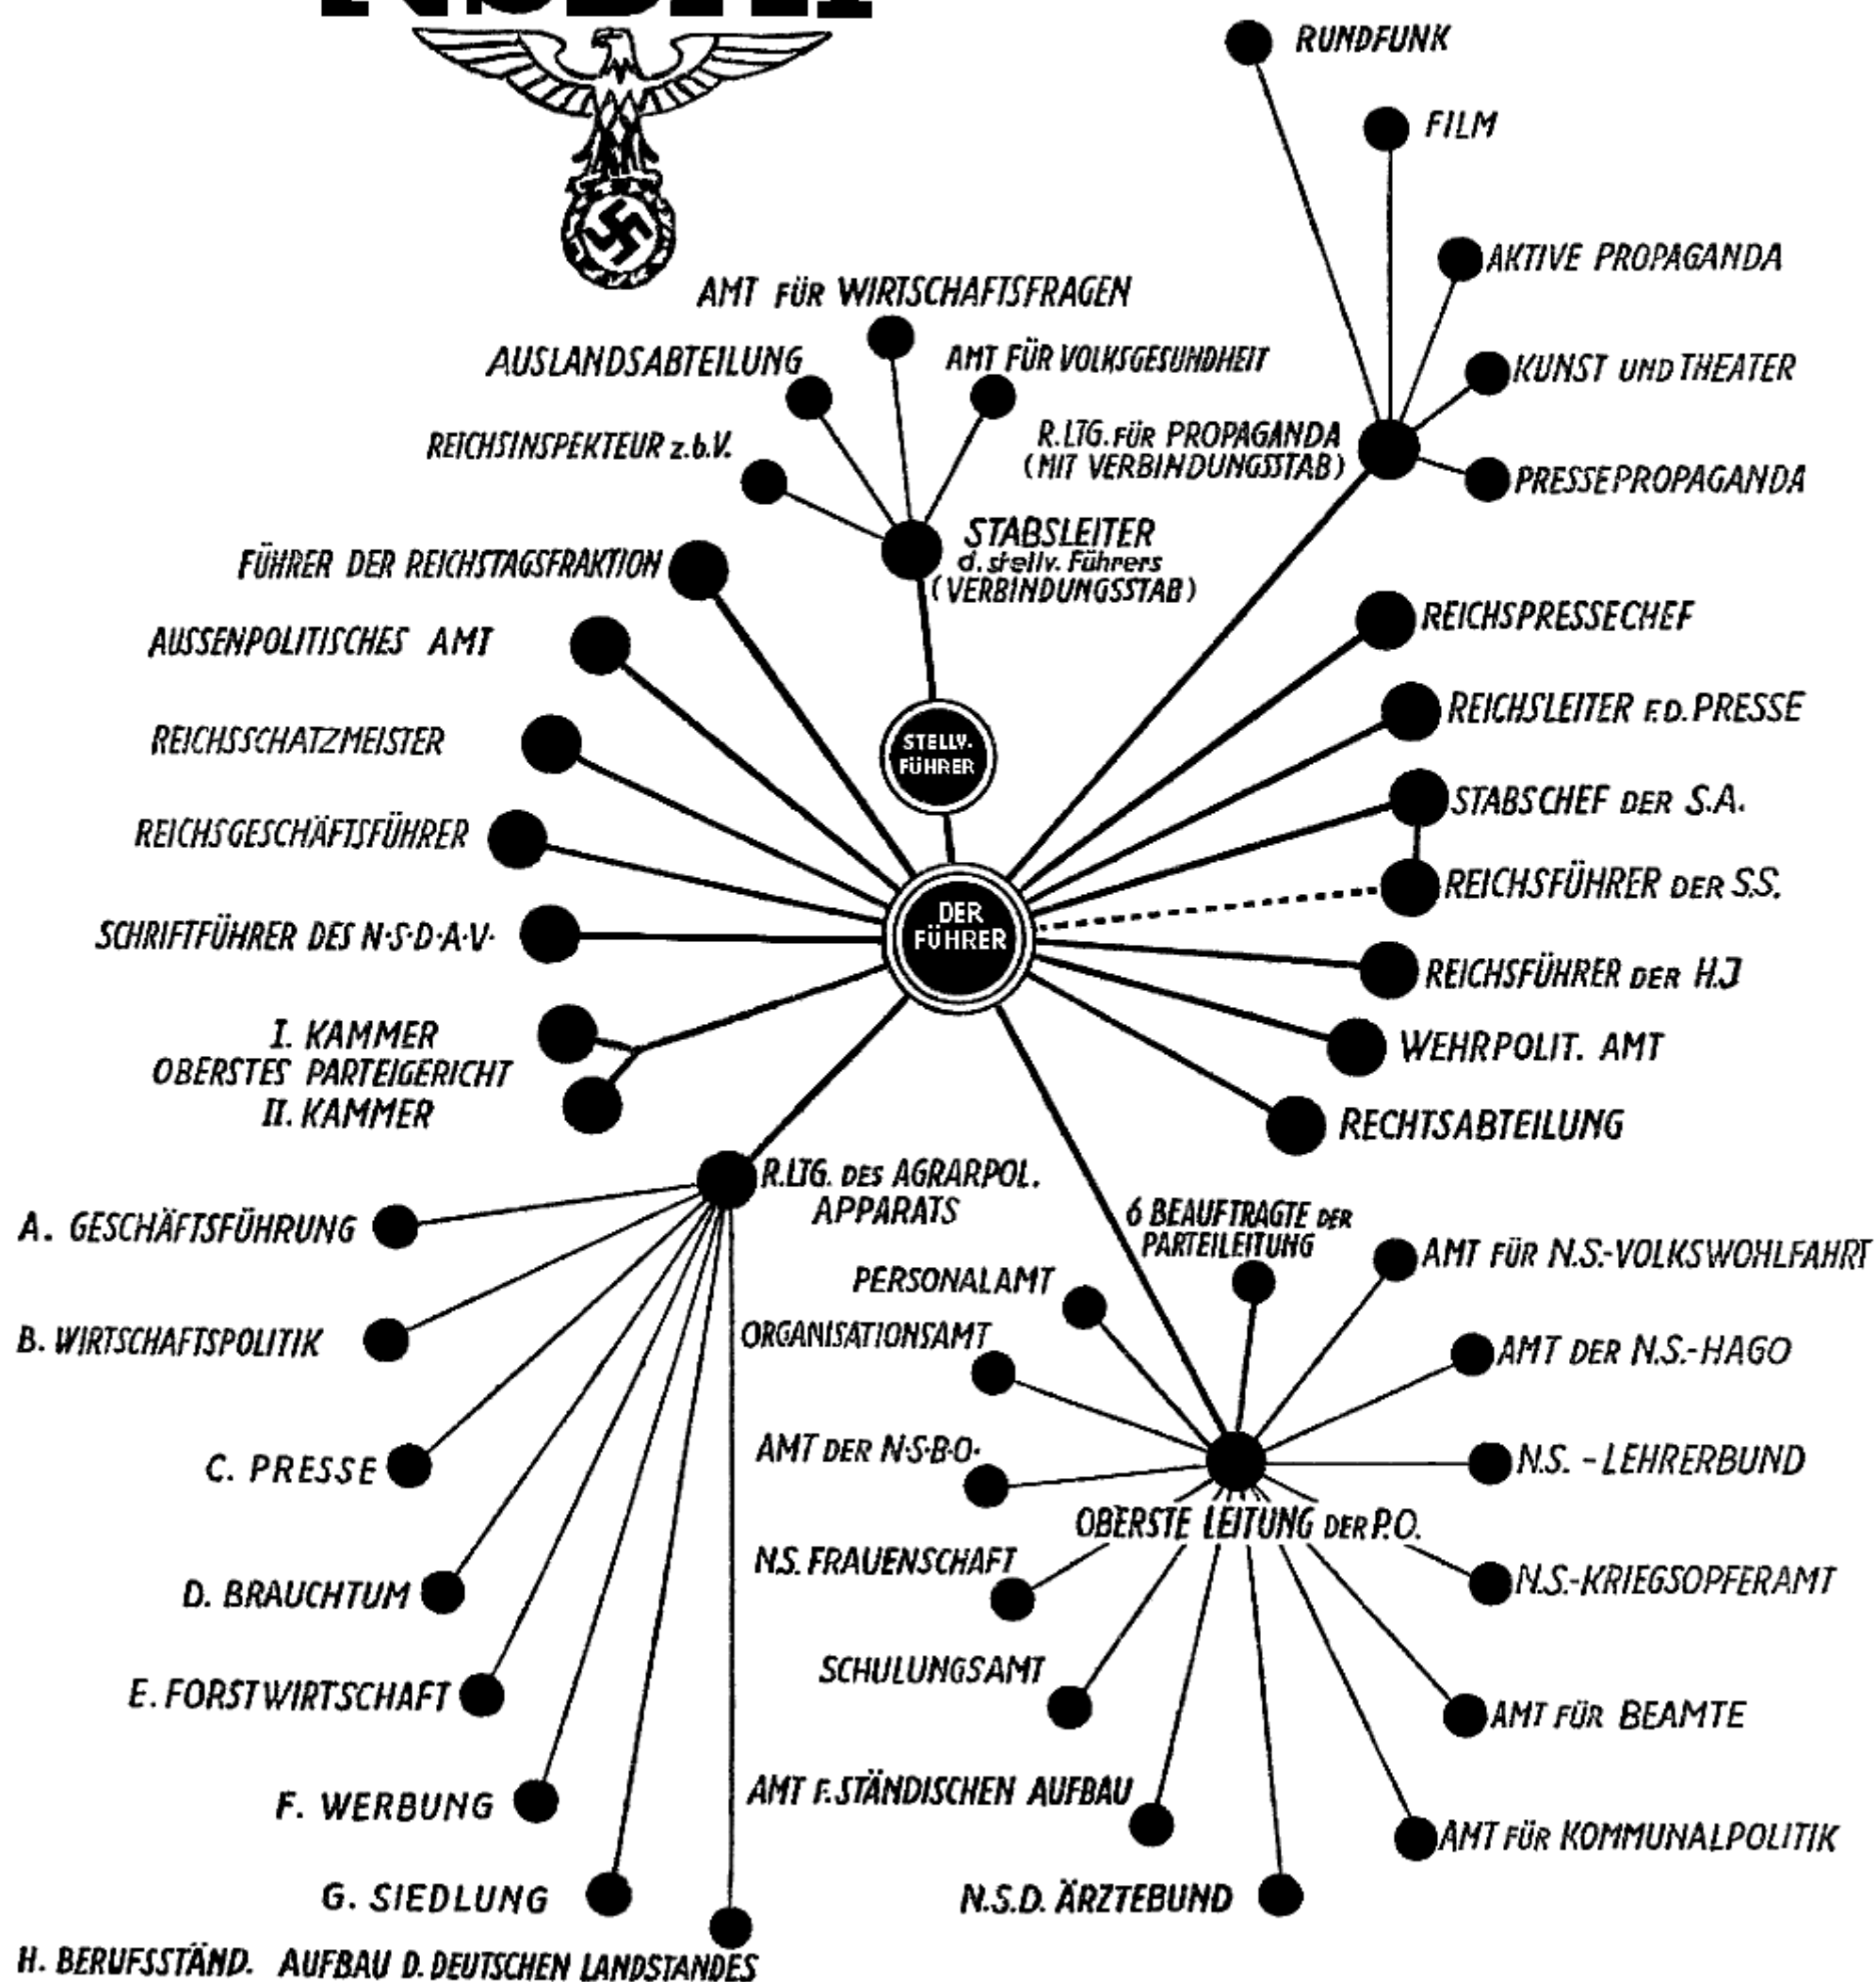 NSDAP
RUNDFUNK
FILM
AKTIVE PROPAGANDA
KUNST UND THEATER
PRESSEPROPAGANDA
R.LTG. FÜR PROPAGANDA
(MIT VERBINDUNGSSTAB)
AMT FÜR WIRTSCHAFTSFRAGEN
AUSLANDSABTEILUNG
AMT FÜR VOLKSGESUNDHEIT
REICHSINSPEKTEUR z.b.V.
STABSLEITER
d. stellv. Führers
(VERBINDUNGSSTAB)
FÜHRER DER REICHSTAGSFRAKTION
AUSSENPOLITISCHES AMT
REICHSSCHATZMEISTER
REICHSGESCHÄFTSFÜHRER
SCHRIFTFÜHRER DES N·S·D·A·V·
I. KAMMER
OBERSTES PARTEIGERICHT
II. KAMMER
STELLV.
FÜHRER
DER
FÜHRER
REICHSPRESSECHEF
REICHSLEITER F.D. PRESSE
STABSCHEF DER S.A.
REICHSFÜHRER DER S.S.
REICHSFÜHRER DER H.J
WEHRPOLIT. AMT
RECHTSABTEILUNG
R.LTG. DES AGRARPOL.
APPARATS
A. GESCHÄFTSFÜHRUNG
B. WIRTSCHAFTSPOLITIK
C. PRESSE
D. BRAUCHTUM
E. FORSTWIRTSCHAFT
F. WERBUNG
G. SIEDLUNG
H. BERUFSSTÄND. AUFBAU D. DEUTSCHEN LANDSTANDES
6 BEAUFTRAGTE DER
PARTEILEITUNG
PERSONALAMT
ORGANISATIONSAMT
AMT DER N·S·B·O·
OBERSTE LEITUNG DER P.O.
N.S. FRAUENSCHAFT
SCHULUNGSAMT
AMT F. STÄNDISCHEN AUFBAU
N.S.D. ÄRZTEBUND
AMT FÜR N.S.-VOLKSWOHLFAHRT
AMT DER N.S.-HAGO
N.S. - LEHRERBUND
N.S.-KRIEGSOPFERAMT
AMT FÜR BEAMTE
AMT FÜR KOMMUNALPOLITIK